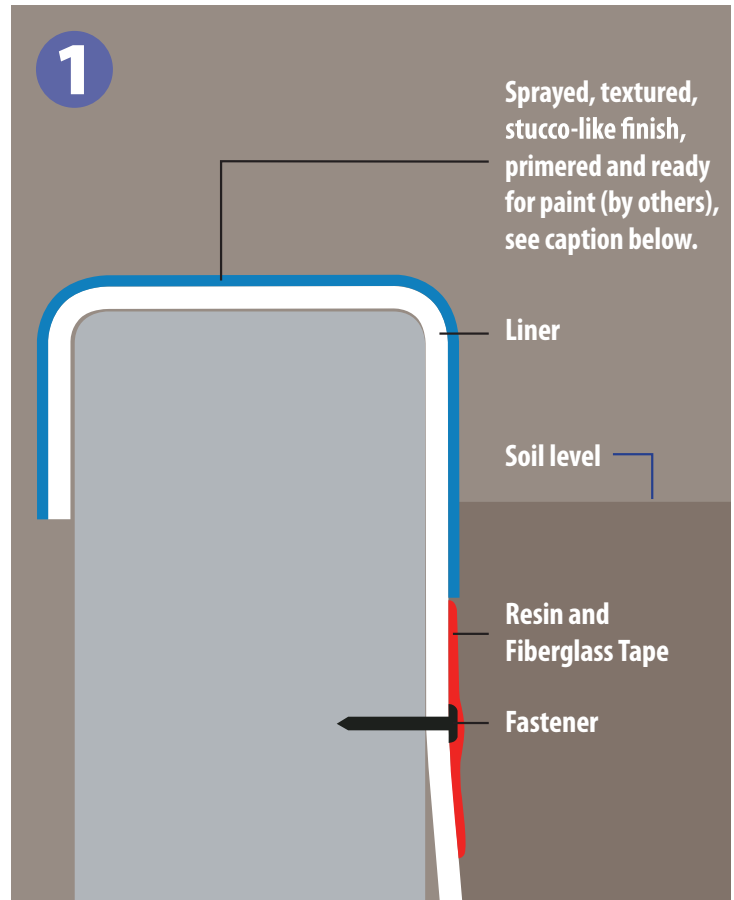 1
Sprayed, textured,
stucco-like finish,
primered and ready
for paint (by others),
see caption below.
Liner
Soil level
Resin and
Fiberglass Tape
Fastener